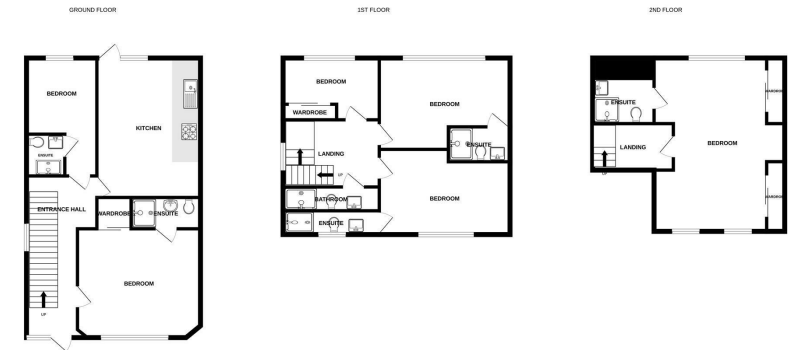 GROUND FLOOR
BEDROOM
KITCHEN
ENSUITE
ENTRANCE HALL
WARDROBE
ENSUITE
BEDROOM
UP
1ST FLOOR
BEDROOM
WARDROBE
BEDROOM
LANDING
ENSUITE
UP
BATHROOM
BEDROOM
ENSUITE
2ND FLOOR
ENSUITE
LANDING
BEDROOM
UP